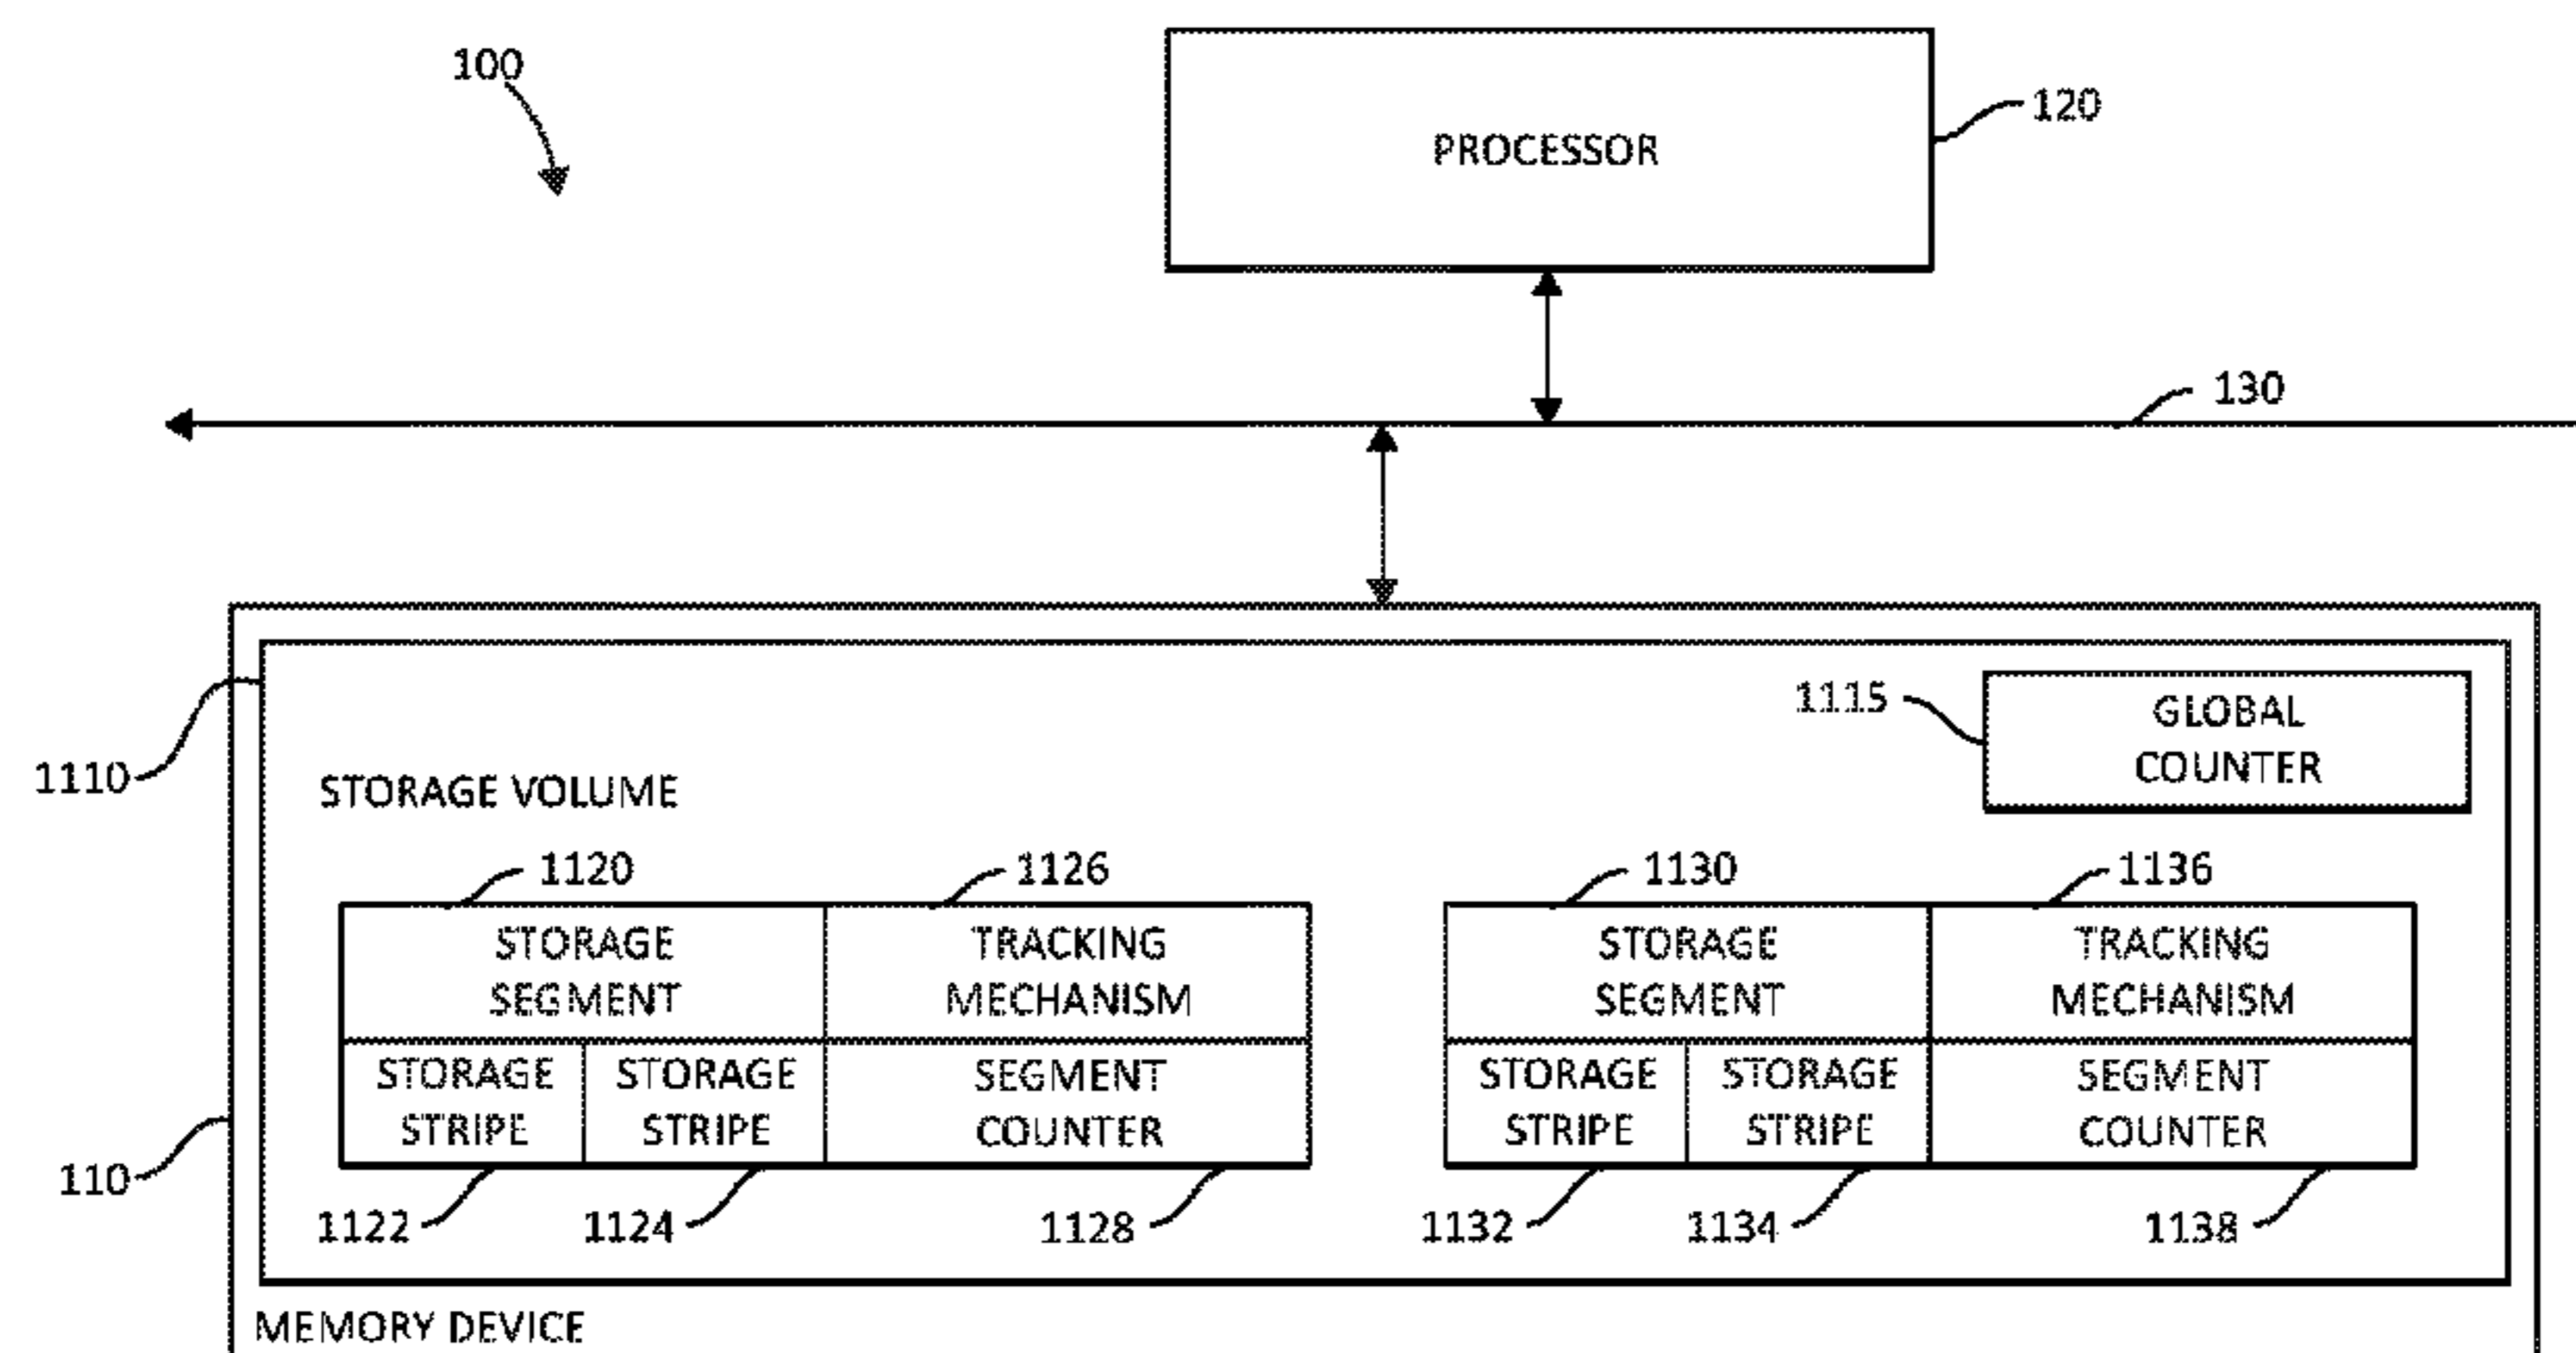 100
PROCESSOR
120
130
1110
1115
GLOBAL
COUNTER
STORAGE VOLUME
1120
1126
1130
1136
STORAGE
SEGMENT
TRACKING
MECHANISM
STORAGE
SEGMENT
TRACKING
MECHANISM
STORAGE
STRIPE
STORAGE
STRIPE
SEGMENT
COUNTER
STORAGE
STRIPE
STORAGE
STRIPE
SEGMENT
COUNTER
110
1122
1124
1128
1132
1134
1138
MEMORY DEVICE